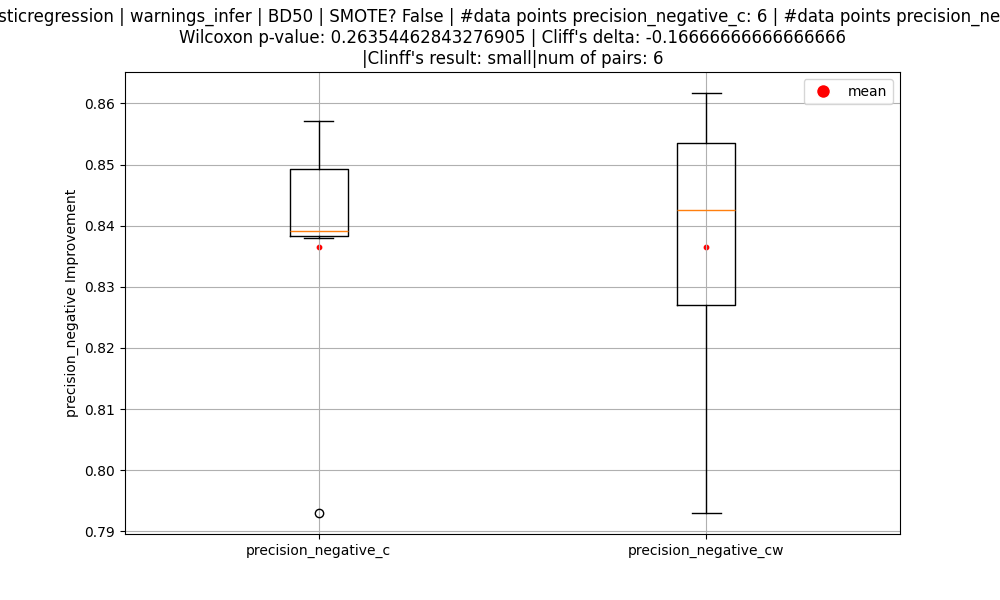 | warnings_infer | BD50 | SMOTE? False | #data points precision_negative_c: 6 | #data points
Wilcoxon p-value: 0.26354462843276905 | Cliff's delta: -0.16666666666666666
|Clinff's result: small|num of pairs: 6
mean
0.86
0.85
0.84
0.83
0.82
0.81
0.80
0.79
precision_negative Improvement
precision_negative_c
precision_negative_cw